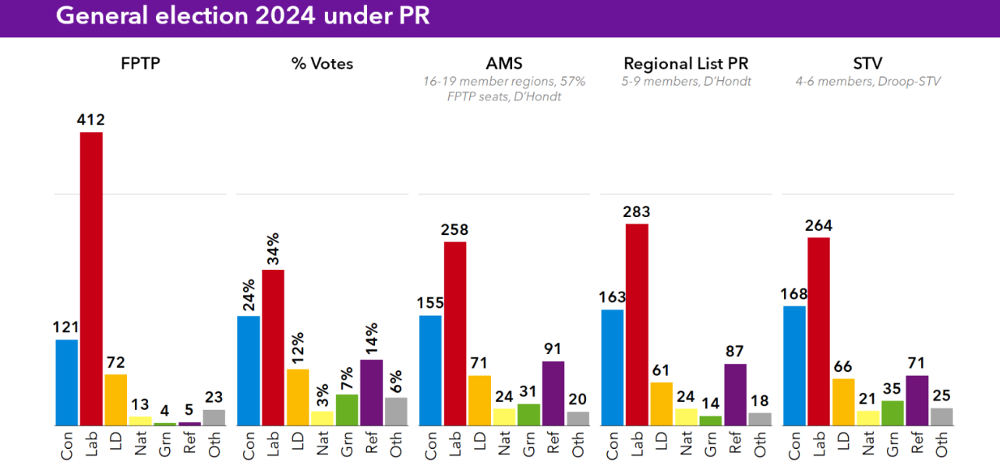 General election 2024 under PR
FPTP
412
121
72
13
4
5
23
Con
Lab
LD
Nat
Grn
Ref
Oth
% Votes
24%
34%
12%
3%
7%
14%
6%
Con
Lab
LD
Nat
Grn
Ref
Oth
AMS
16-19 member regions, 57%
FPTP seats, D’Hondt
155
258
71
24
31
91
20
Con
Lab
LD
Nat
Grn
Ref
Oth
Regional List PR
5-9 members, D’Hondt
163
283
61
24
14
87
18
Con
Lab
LD
Nat
Grn
Ref
Oth
STV
4-6 members, Droop-STV
168
264
66
21
35
71
25
Con
Lab
LD
Nat
Grn
Ref
Oth